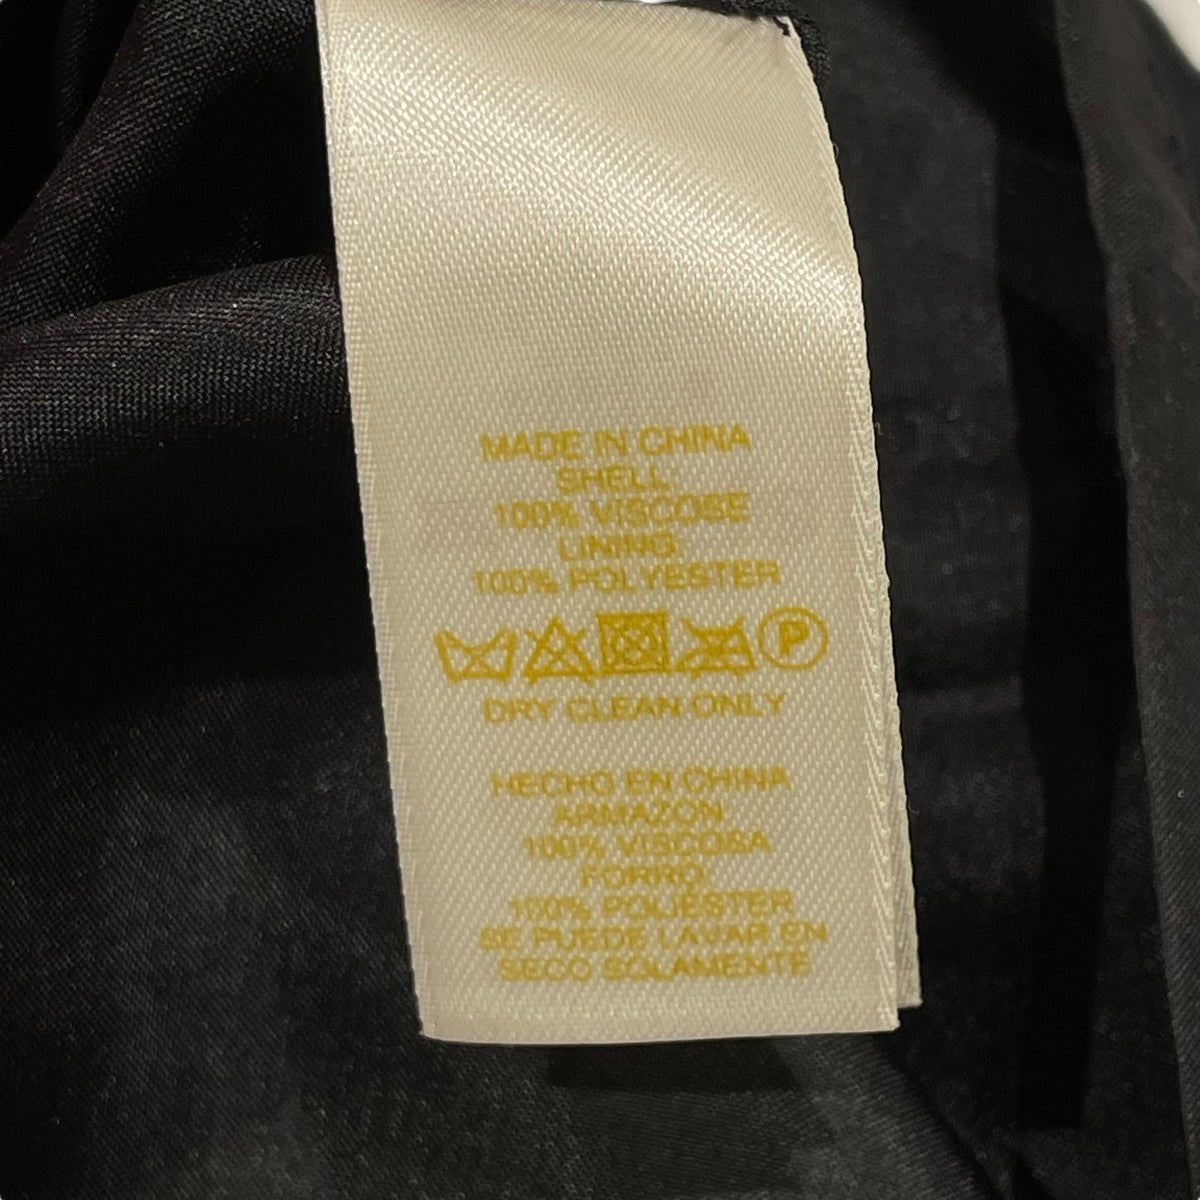 MADE IN CHINA
SHELL:
100% VISCOSE
LINING:
100% POLYESTER
P
DRY CLEAN ONLY
HECHO EN CHINA
ARMAZON
100% VISCOSA
FORRO:
100% POLIESTER
SE PUEDE LAVAR EN
SECO SOLAMENTE